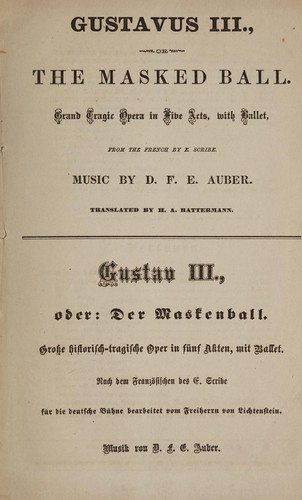 GUSTAVUS III.,
OR
THE MASKED BALL.
Grand Tragic Opera in Five Acts, with Ballet,
FROM THE FRENCH BY E. SCRIBE.
MUSIC BY D. F. E. AUBER.
TRANSLATED BY H. A. RATTERMANN.
Gustav III.,
oder: Der Maskenball.
Große historisch-tragische Oper in fünf Akten, mit Ballet.
Nach dem Französischen des E. Scribe
für die deutsche Bühne bearbeitet vom Freiherrn von Lichtenstein.
Musik von D. F. E. Auber.